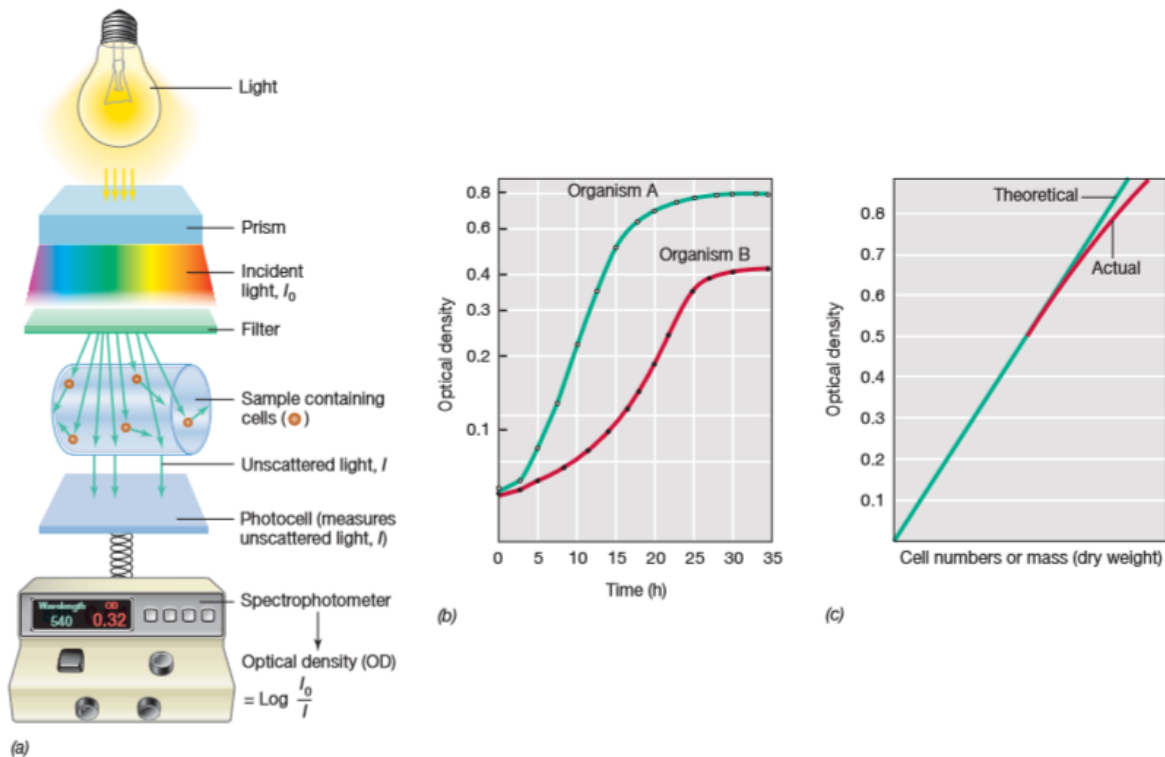 Light
Prism
Incident
light, I0
Filter
Sample containing
cells ( )
Unscattered light, I
Photocell (measures
unscattered light, I)
Spectrophotometer
Wavelength
540
OD
0.32
Optical density (OD)
= Log I0/I
(a)
Optical density
0.8
0.6
0.4
0.3
0.2
0.1
Organism A
Organism B
0 5 10 15 20 25 30 35
Time (h)
(b)
Optical density
0.8
0.7
0.6
0.5
0.4
0.3
0.2
0.1
Theoretical
Actual
Cell numbers or mass (dry weight)
(c)